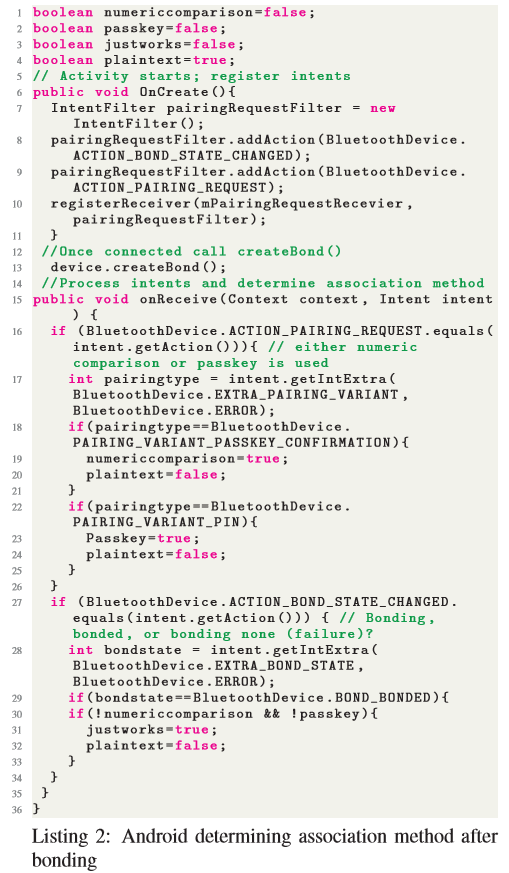 1 boolean numericcomparison=false;
2 boolean passkey=false;
3 boolean justworks=false;
4 boolean plaintext=true;
5 // Activity starts; register intents
6 public void OnCreate(){
7 IntentFilter pairingRequestFilter = new
IntentFilter();
8 pairingRequestFilter.addAction(BluetoothDevice.
ACTION_BOND_STATE_CHANGED);
9 pairingRequestFilter.addAction(BluetoothDevice.
ACTION_PAIRING_REQUEST);
10 registerReceiver(mPairingRequestRecevier,
pairingRequestFilter);
11 }
12 //Once connected call createBond()
13 device.createBond();
14 //Process intents and determine association method
15 public void onReceive(Context context, Intent intent
) {
16 if (BluetoothDevice.ACTION_PAIRING_REQUEST.equals(
intent.getAction())){ // either numeric
comparison or passkey is used
17 int pairingtype = intent.getIntExtra(
BluetoothDevice.EXTRA_PAIRING_VARIANT,
BluetoothDevice.ERROR);
18 if(pairingtype==BluetoothDevice.
PAIRING_VARIANT_PASSKEY_CONFIRMATION){
19 numericcomparison=true;
20 plaintext=false;
21 }
22 if(pairingtype==BluetoothDevice.
PAIRING_VARIANT_PIN){
23 Passkey=true;
24 plaintext=false;
25 }
26 }
27 if (BluetoothDevice.ACTION_BOND_STATE_CHANGED.
equals(intent.getAction())) { // Bonding,
bonded, or bonding none (failure)?
28 int bondstate = intent.getIntExtra(
BluetoothDevice.EXTRA_BOND_STATE,
BluetoothDevice.ERROR);
29 if(bondstate==BluetoothDevice.BOND_BONDED){
30 if(!numericcomparison && !passkey){
31 justworks=true;
32 plaintext=false;
33 }
34 }
35 }
36 }
Listing 2: Android determining association method after
bonding